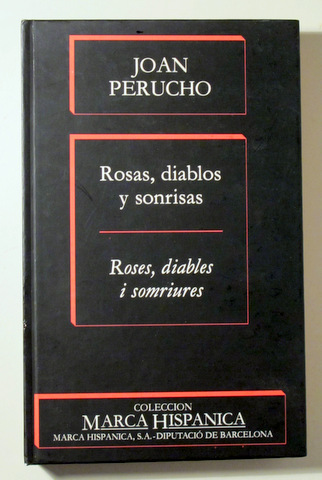 JOAN
PERUCHO
Rosas, diablos
y sonrisas
Roses, diables
i somriures
COLECCION
MARCA HISPANICA
MARCA HISPANICA, S.A.-DIPUTACIÓ DE BARCELONA